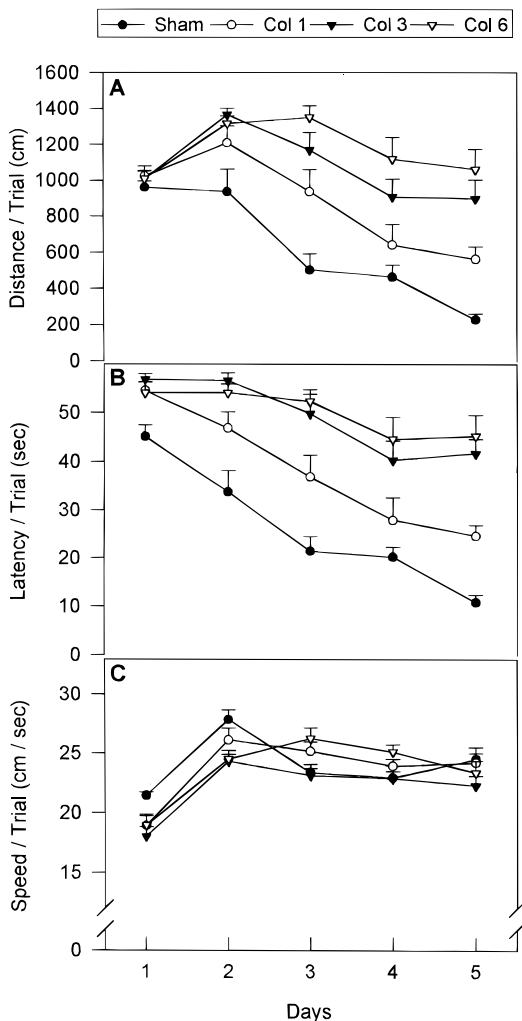 Sham Col 1 Col 3 Col 6
A
1600
1400
1200
1000
800
600
400
200
0
Distance / Trial (cm)
B
50
40
30
20
10
0
Latency / Trial (sec)
C
30
25
20
15
0
Speed / Trial (cm / sec)
1 2 3 4 5
Days